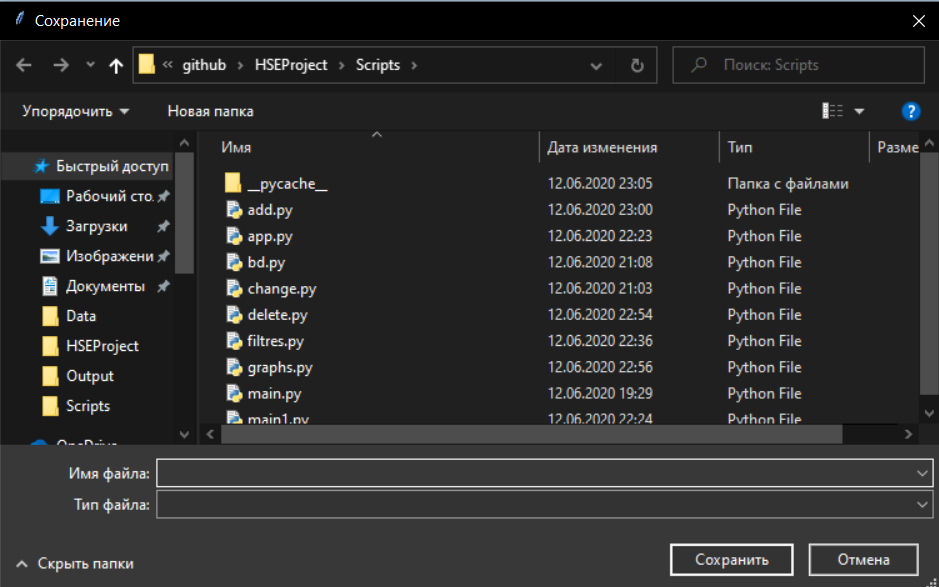 Сохранение
« github › HSEProject › Scripts ›
Поиск: Scripts
Упорядочить
Новая папка
?
Имя Дата изменения Тип Разме
Быстрый доступ
Рабочий сто.
Загрузки
Изображени
Документы
Data
HSEProject
Output
Scripts
OneDrive
__pycache__ 12.06.2020 23:05 Папка с файлами
add.py 12.06.2020 23:00 Python File
app.py 12.06.2020 22:23 Python File
bd.py 12.06.2020 21:08 Python File
change.py 12.06.2020 21:03 Python File
delete.py 12.06.2020 22:54 Python File
filtres.py 12.06.2020 22:36 Python File
graphs.py 12.06.2020 22:56 Python File
main.py 12.06.2020 19:29 Python File
main1.py 12.06.2020 22:24 Python File
Имя файла:
Тип файла:
Скрыть папки
Сохранить
Отмена